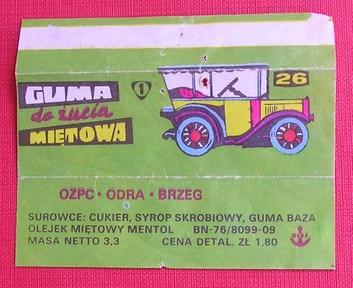 GUMA
do żucia
MIĘTOWA
1
26
OZPC • ODRA • BRZEG
SUROWCE: CUKIER, SYROP SKROBIOWY, GUMA BAZA
OLEJEK MIĘTOWY MENTOL BN-76/8099-09
MASA NETTO 3,3 CENA DETAL. ZŁ 1,80